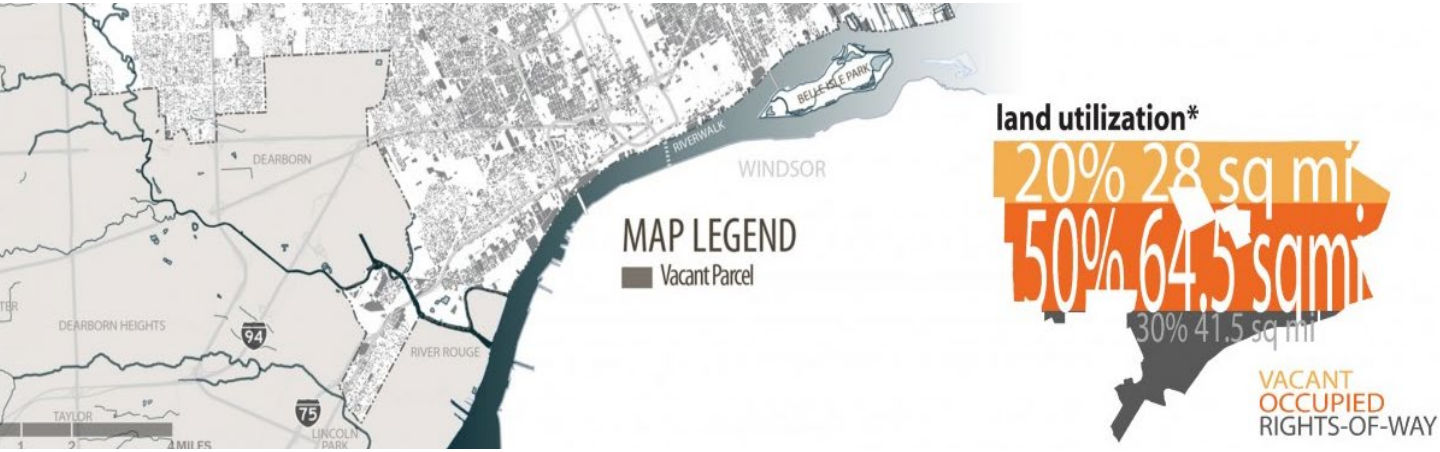 BELLE ISLE PARK
RIVERWALK
DEARBORN
WINDSOR
MAP LEGEND
Vacant Parcel
DEARBORN HEIGHTS
94
RIVER ROUGE
75
TAYLOR
LINCOLN
PARK
1 2 4 MILES
land utilization*
20% 28 sq mi
50% 64.5 sqmi
30% 41.5 sq mi
VACANT
OCCUPIED
RIGHTS-OF-WAY